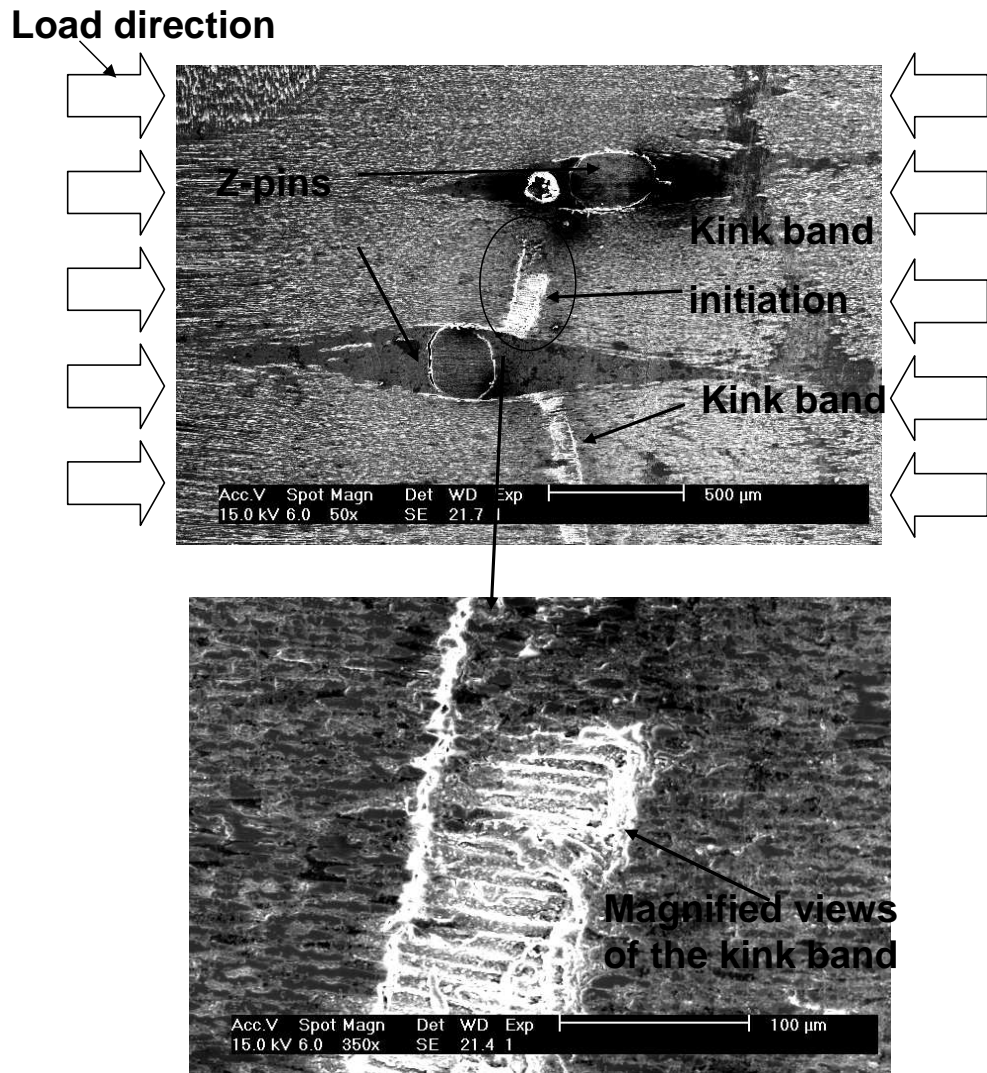 Load direction
Z-pins
Kink band
initiation
Kink band
Acc.V Spot Magn Det WD Exp 500 µm
15.0 kV 6.0 50x SE 21.7 1
Magnified views
of the kink band
Acc.V Spot Magn Det WD Exp 100 µm
15.0 kV 6.0 350x SE 21.4 1